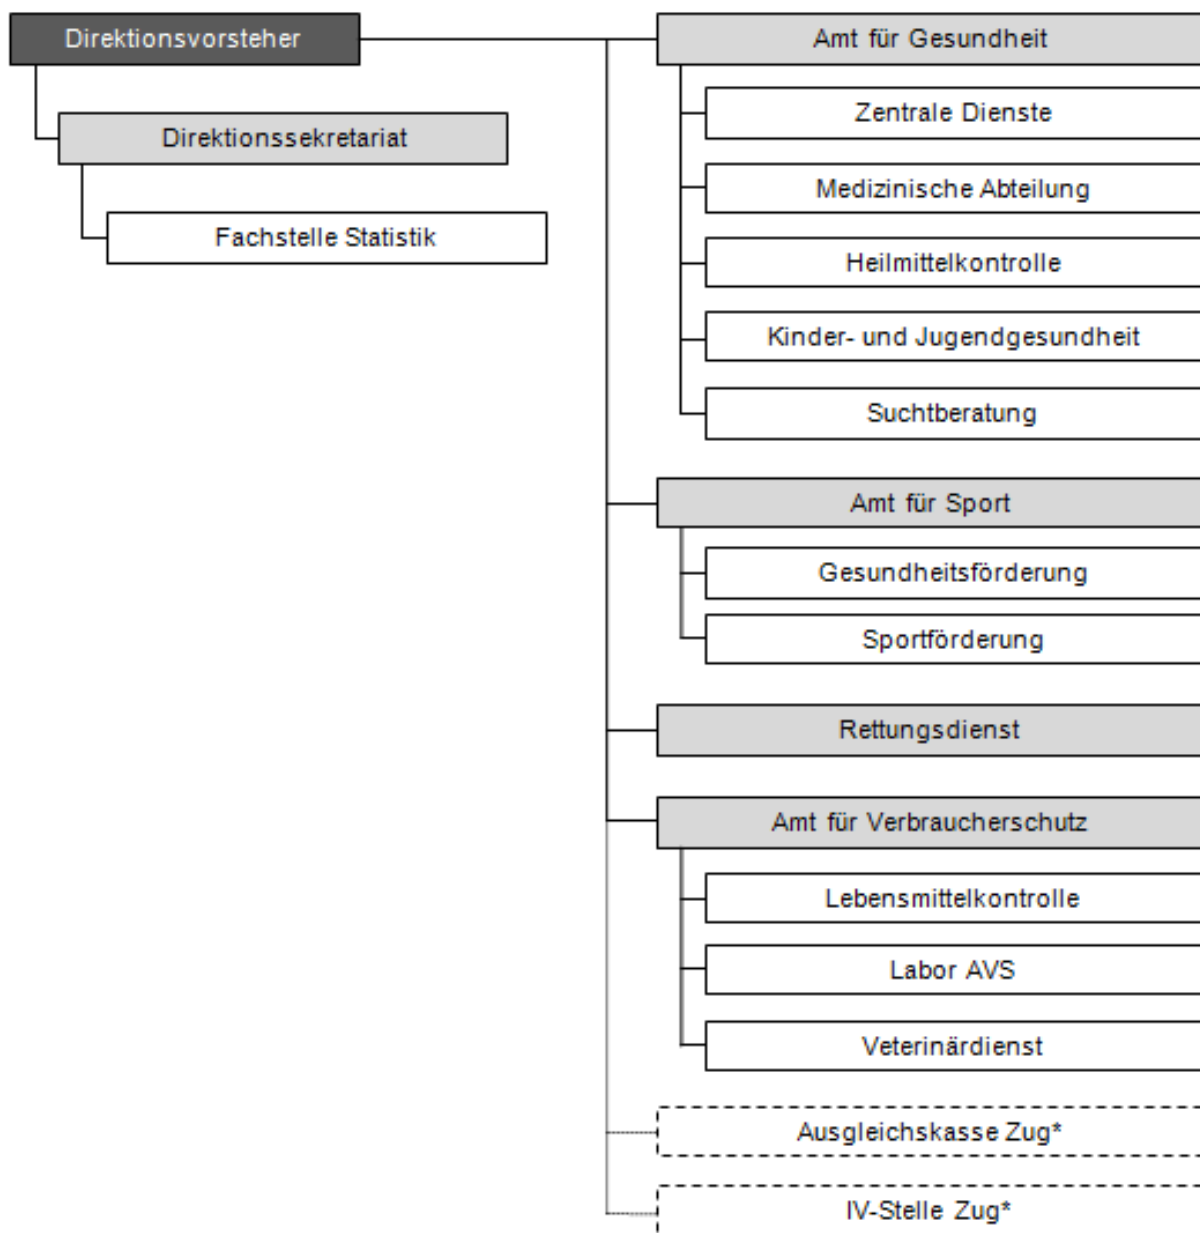 Direktionsvorsteher
Direktionssekretariat
Fachstelle Statistik
Amt für Gesundheit
Zentrale Dienste
Medizinische Abteilung
Heilmittelkontrolle
Kinder- und Jugendgesundheit
Suchtberatung
Amt für Sport
Gesundheitsförderung
Sportförderung
Rettungsdienst
Amt für Verbraucherschutz
Lebensmittelkontrolle
Labor AVS
Veterinärdienst
Ausgleichskasse Zug*
IV-Stelle Zug*